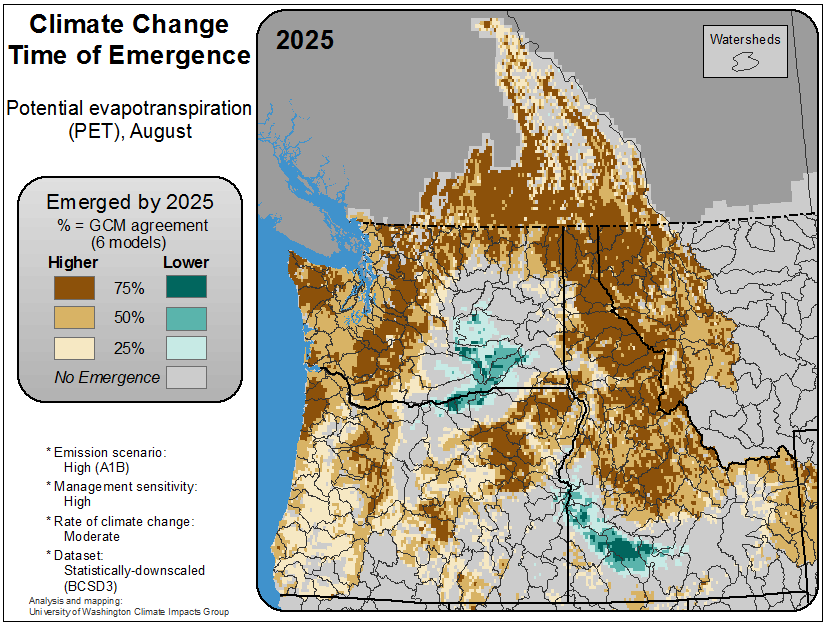 Climate Change
Time of Emergence
Potential evapotranspiration
(PET), August
Emerged by 2025
% = GCM agreement
(6 models)
Higher Lower
75%
50%
25%
No Emergence
* Emission scenario:
High (A1B)
* Management sensitivity:
High
* Rate of climate change:
Moderate
* Dataset:
Statistically-downscaled
(BCSD3)
Analysis and mapping:
University of Washington Climate Impacts Group
2025
Watersheds